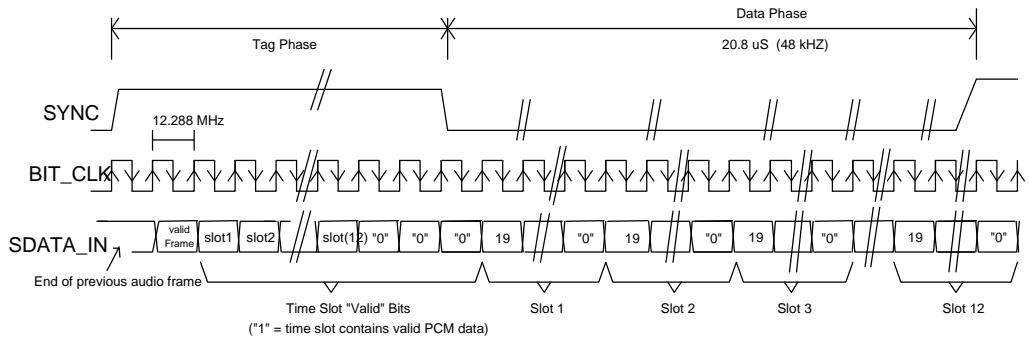 Data Phase
Tag Phase
20.8 uS (48 kHZ)
SYNC
12.288 MHz
BIT_CLK
SDATA_IN
valid Frame slot1 slot2 slot(12) "0" "0" "0" 19 "0" 19 "0" 19 "0" 19 "0"
End of previous audio frame
Time Slot "Valid" Bits
Slot 1
Slot 2
Slot 3
Slot 12
("1" = time slot contains valid PCM data)